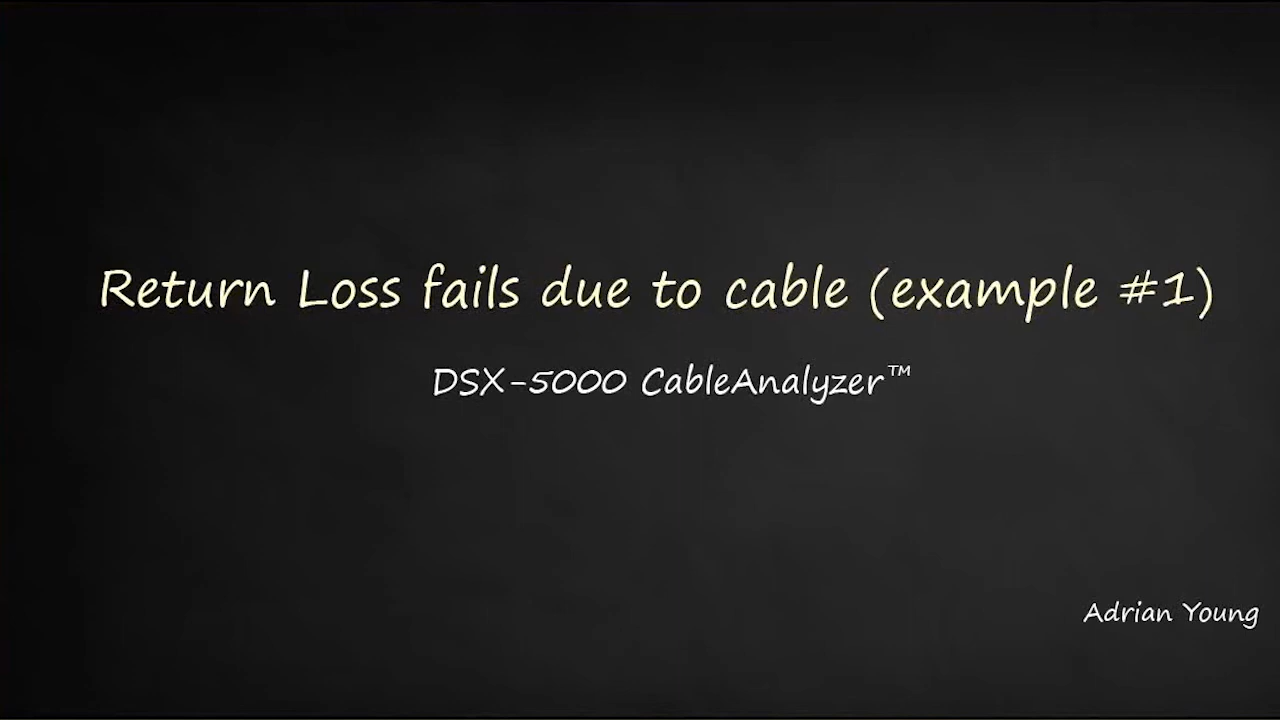 Return Loss fails due to cable (example #1)
DSX-5000 CableAnalyzer™
Adrian Young